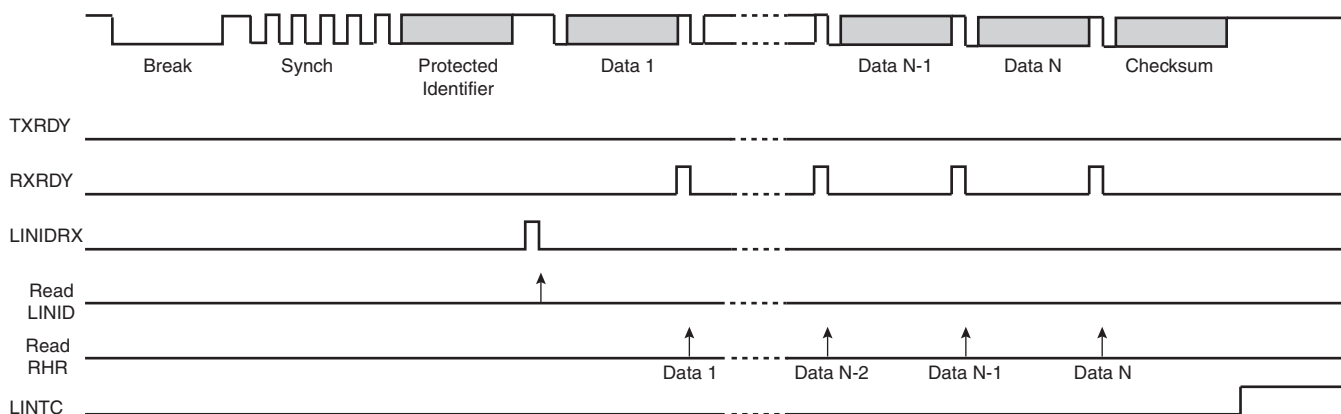 Break
Synch
Protected
Identifier
Data 1
Data N-1
Data N
Checksum
TXRDY
RXRDY
LINIDRX
Read
LINID
Read
RHR
Data 1
Data N-2
Data N-1
Data N
LINTC